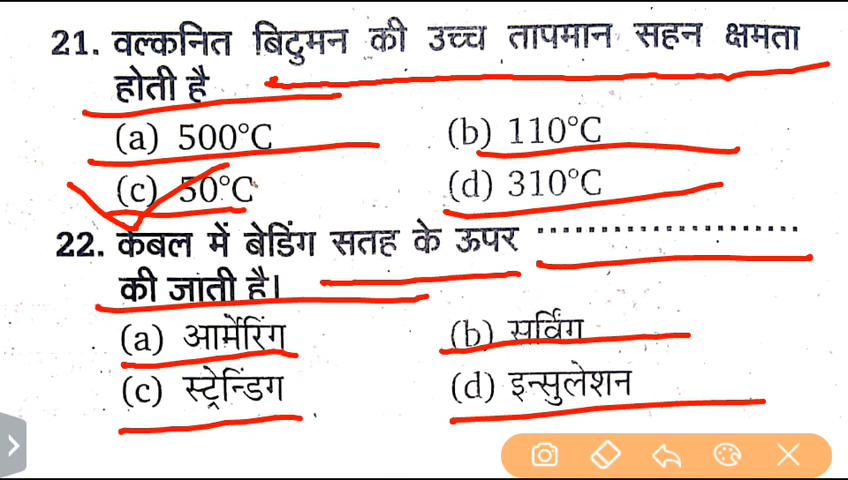 21. वल्कनित बिटुमन की उच्च तापमान सहन क्षमता
होती है
(a) 500°C (b) 110°C
(c) 50°C (d) 310°C
22. केबल में बेडिंग सतह के ऊपर .....................
की जाती है।
(a) आर्मेरिंग (b) सर्विंग
(c) स्ट्रेन्डिंग (d) इन्सुलेशन